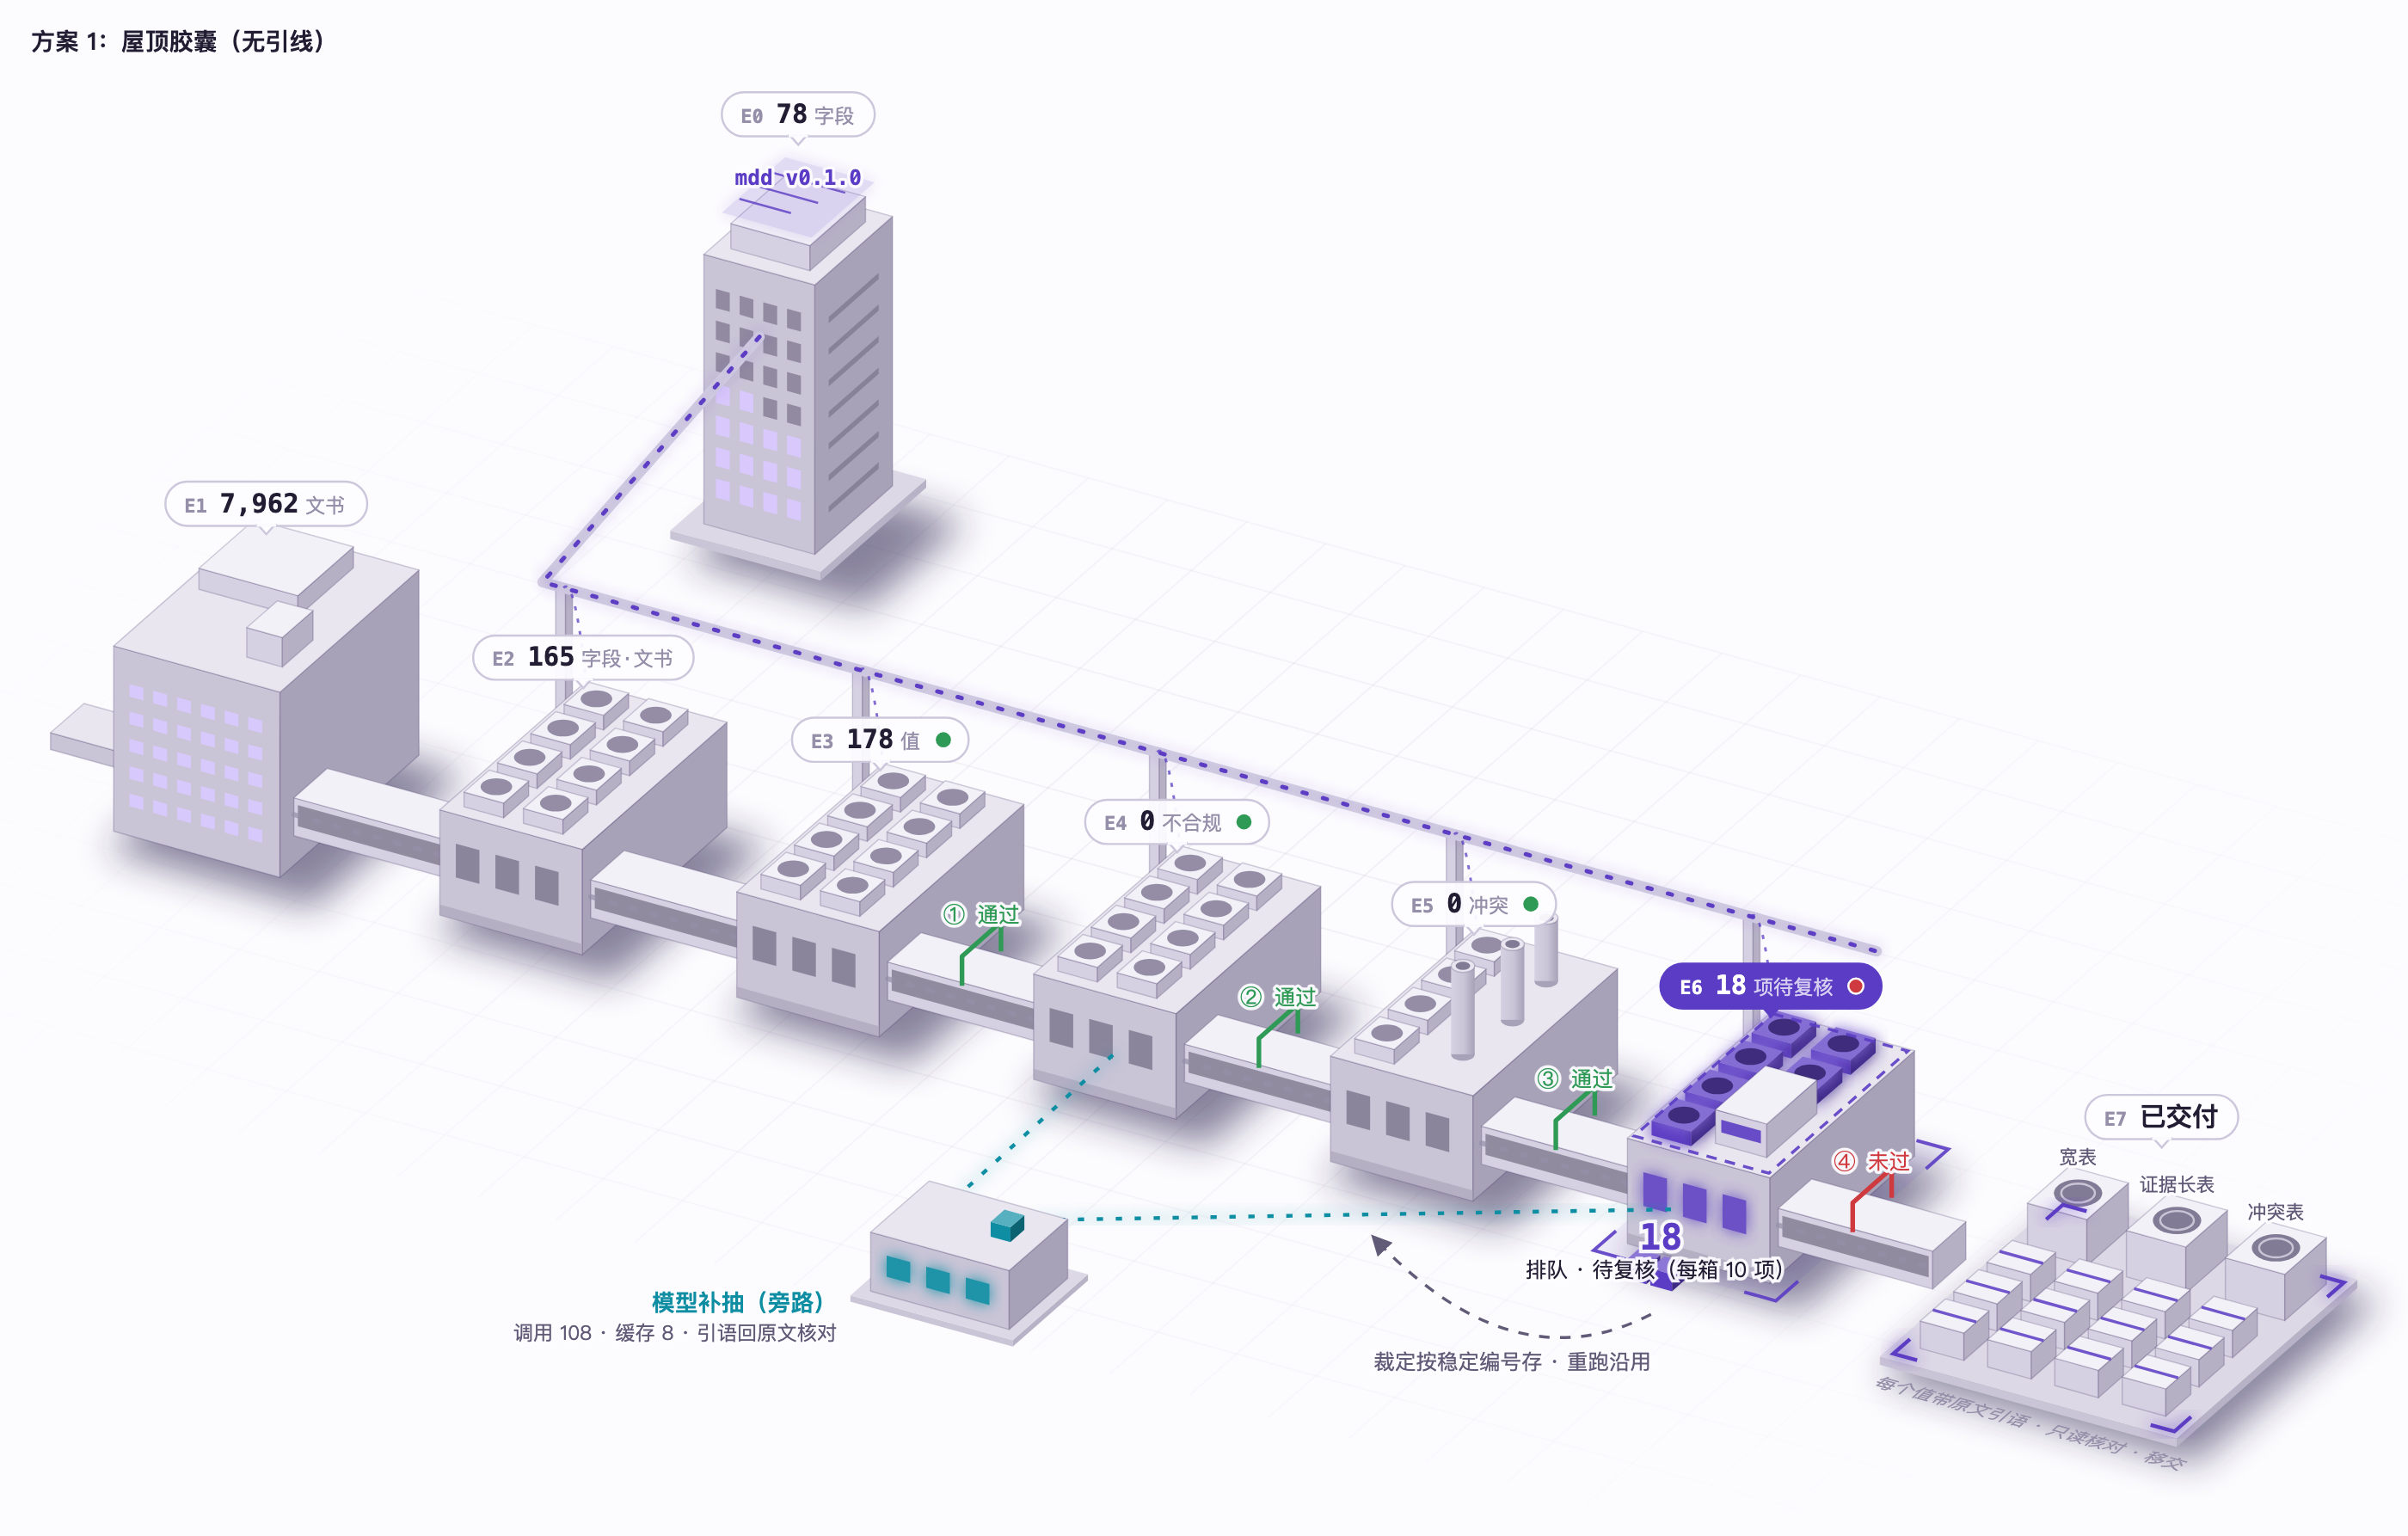 方案 1：屋顶胶囊（无引线）
E0 78 字段
mdd v0.1.0
E1 7,962 文书
E2 165 字段·文书
E3 178 值
E4 0 不合规
E5 0 冲突
① 通过
② 通过
③ 通过
E6 18 项待复核
④ 未过
E7 已交付
宽表
证据长表
冲突表
18
排队 · 待复核（每箱 10 项）
模型补抽（旁路）
调用 108 · 缓存 8 · 引语回原文核对
裁定按稳定编号存 · 重跑沿用
每个值带原文引语 · 只读核对 · 移交